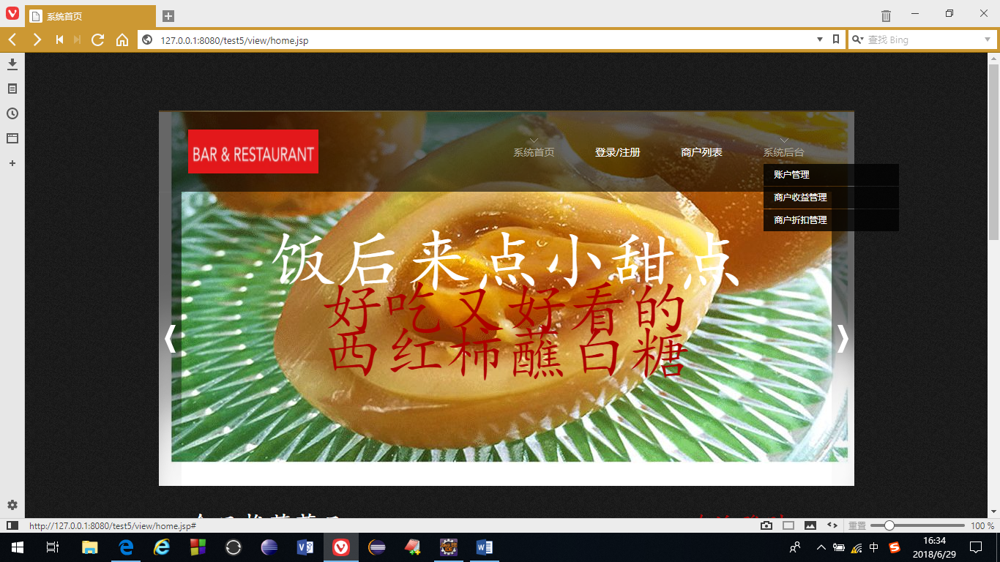 系统首页
127.0.0.1:8080/test5/view/home.jsp
查找 Bing
BAR & RESTAURANT
系统首页 登录/注册 商户列表 系统后台
账户管理
商户收益管理
商户折扣管理
饭后来点小甜点
好吃又好看的
西红柿蘸白糖
http://127.0.0.1:8080/test5/view/home.jsp#
重置
100 %
中
16:34
2018/6/29